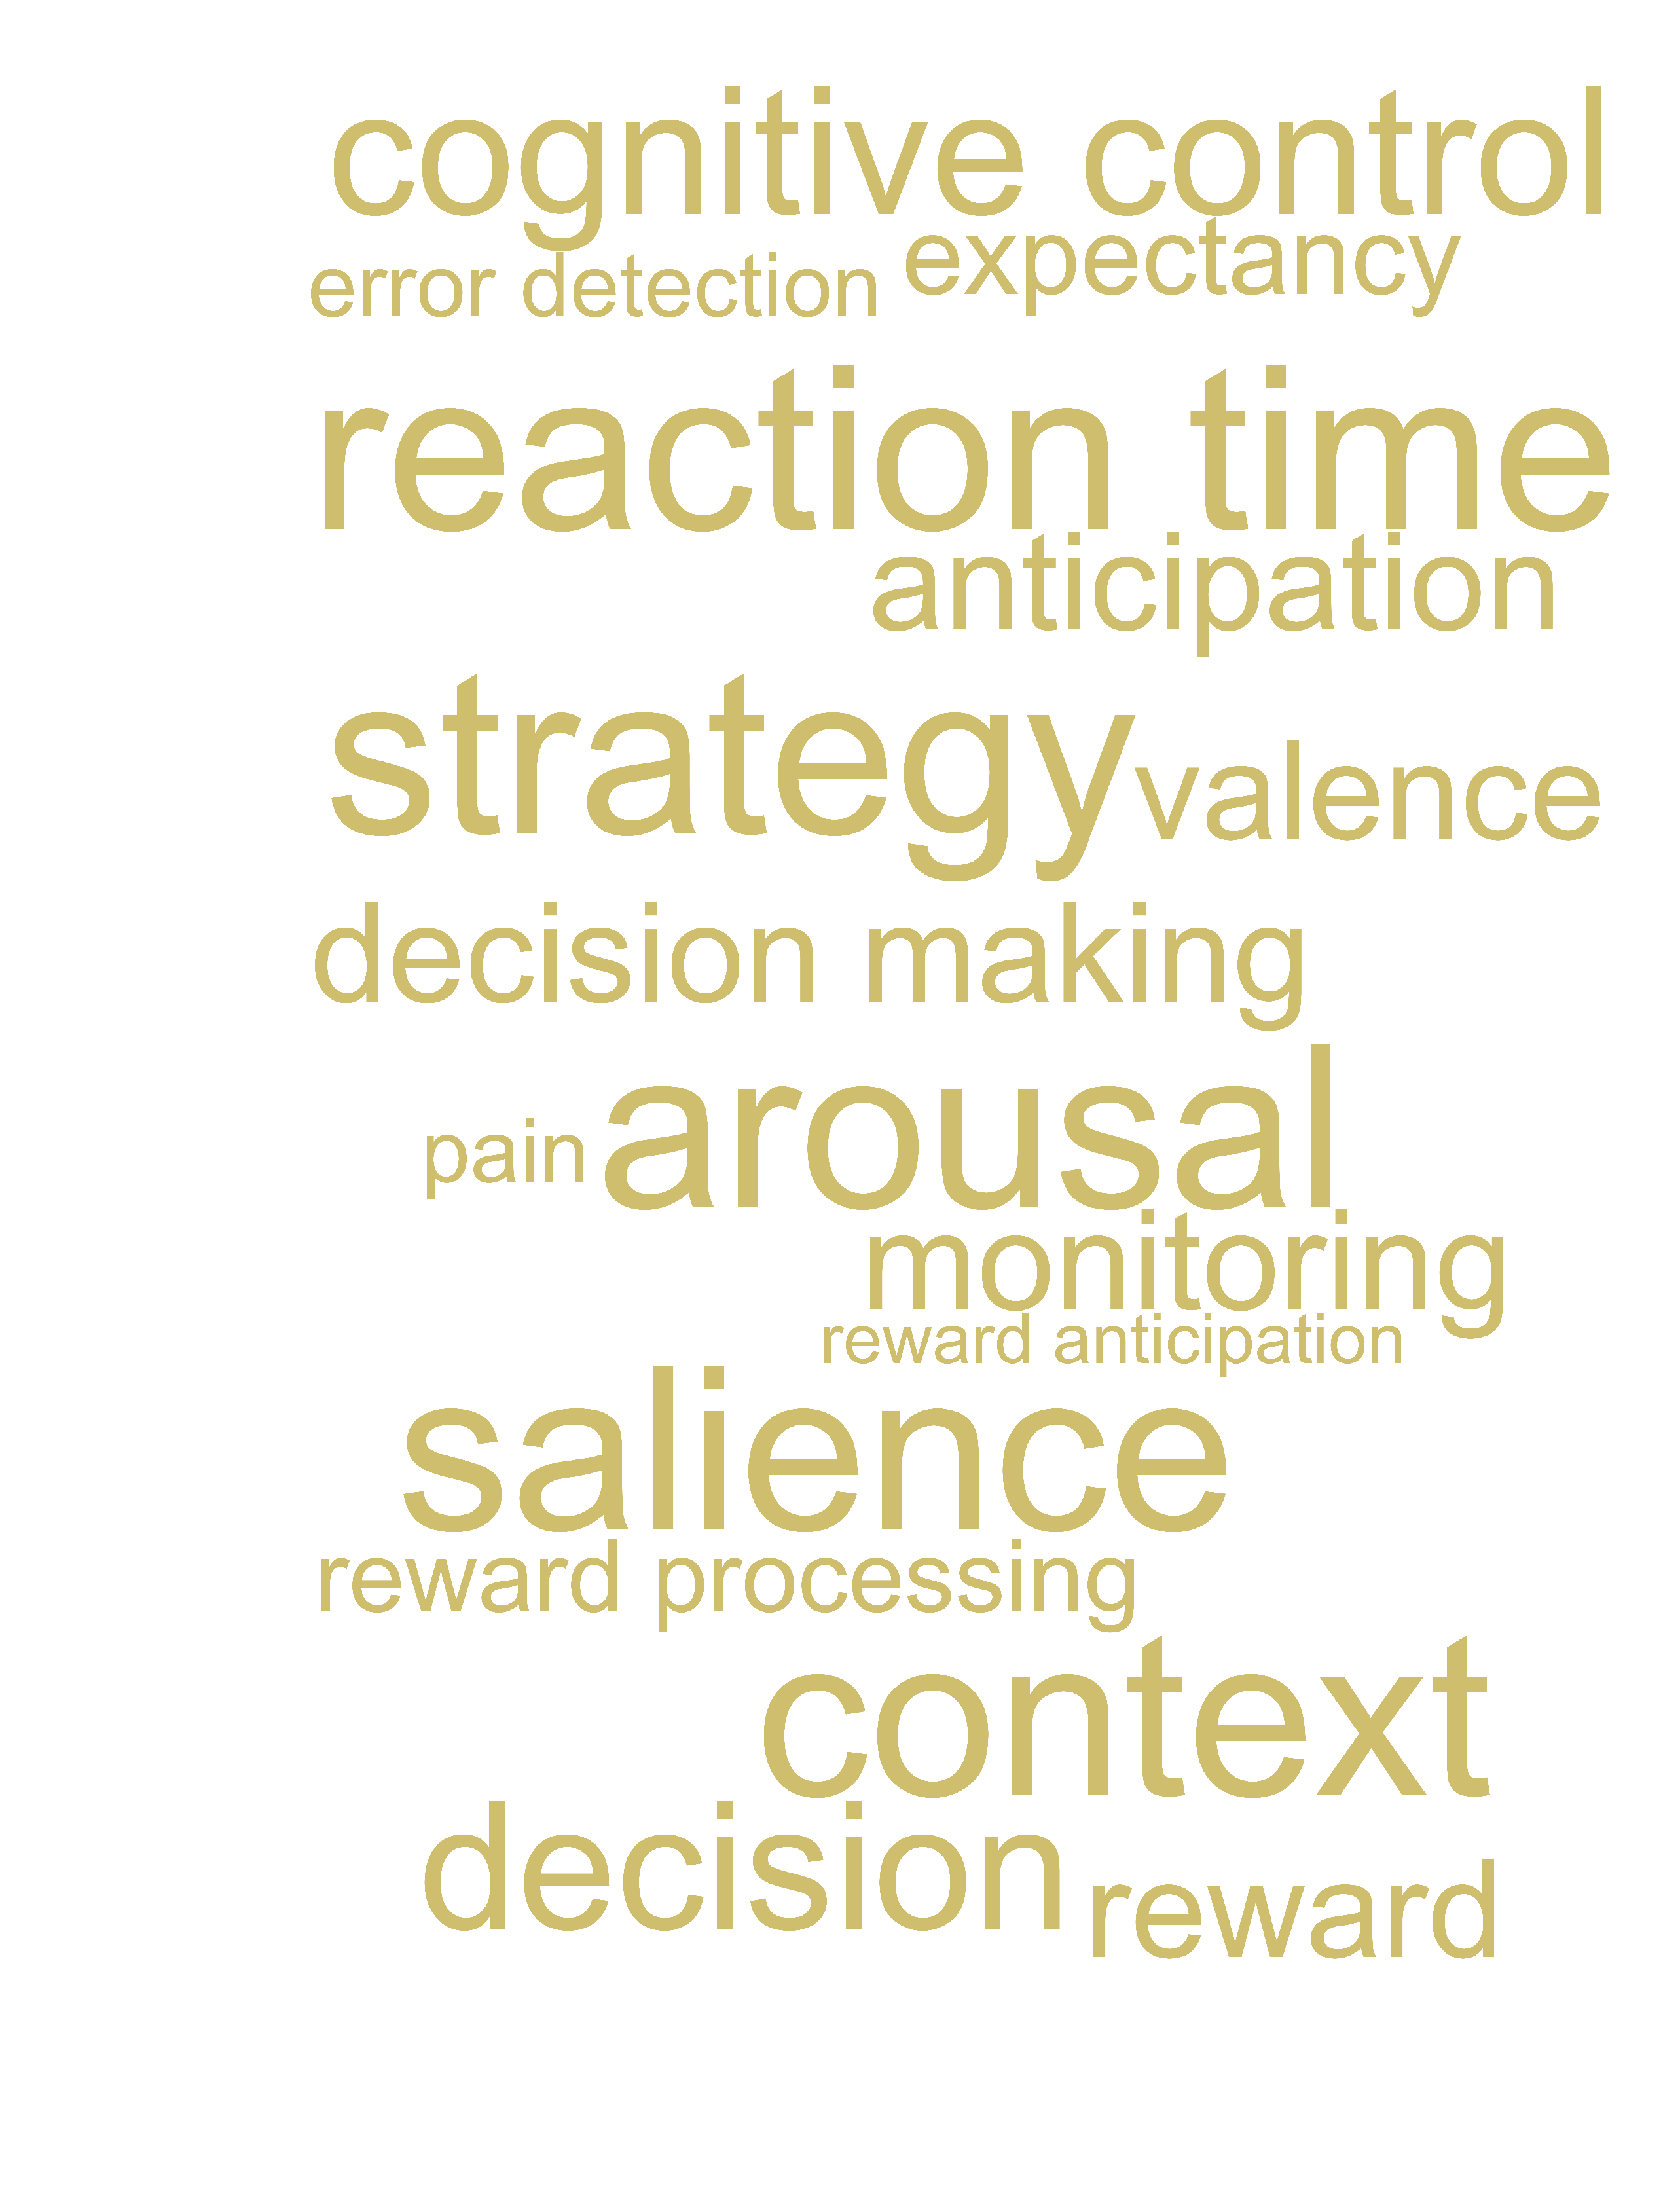 cognitive control
error detection expectancy
reaction time
anticipation
strategy valence
decision making
pain arousal
monitoring
reward anticipation
salience
reward processing
context
decision reward